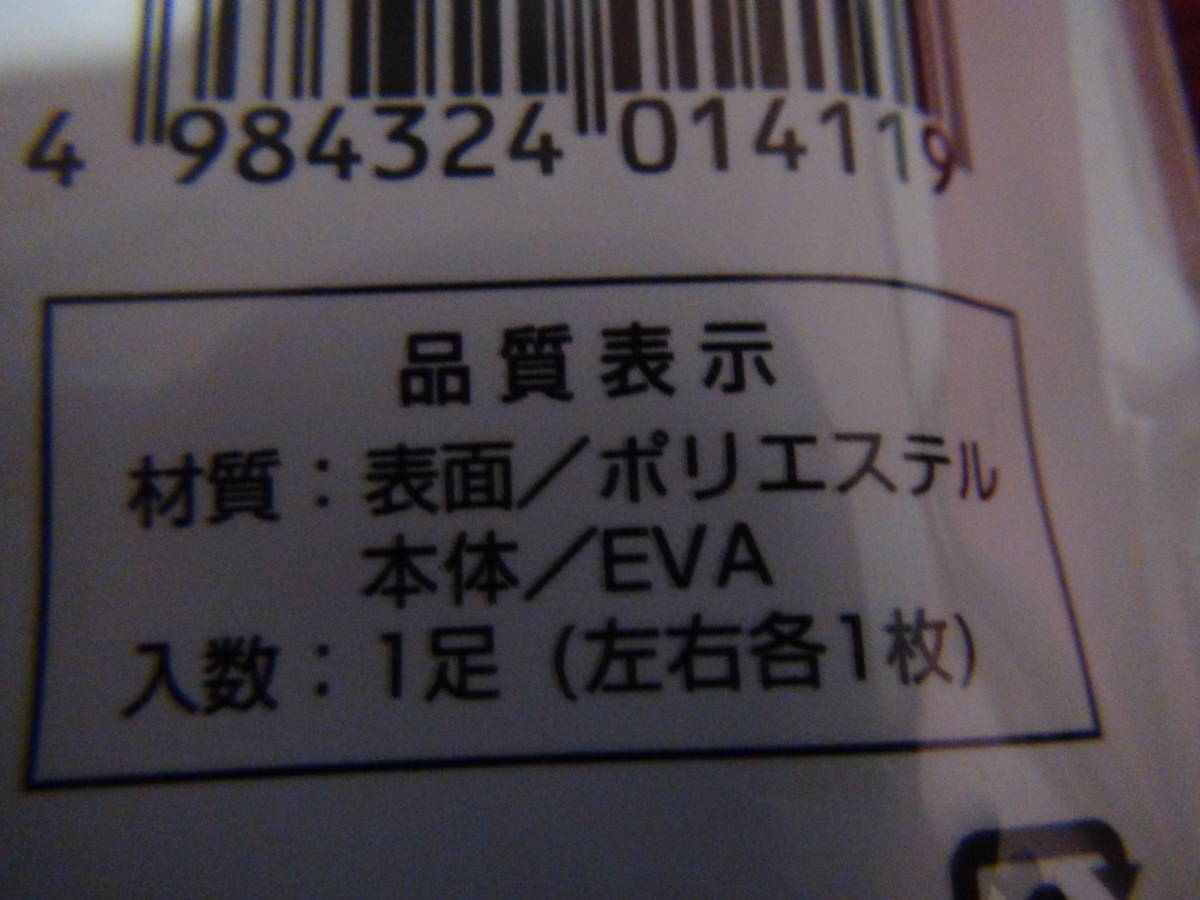 4 984324 014119
品質表示
材質：表面／ポリエステル
本体／EVA
入数：1足（左右各1枚）